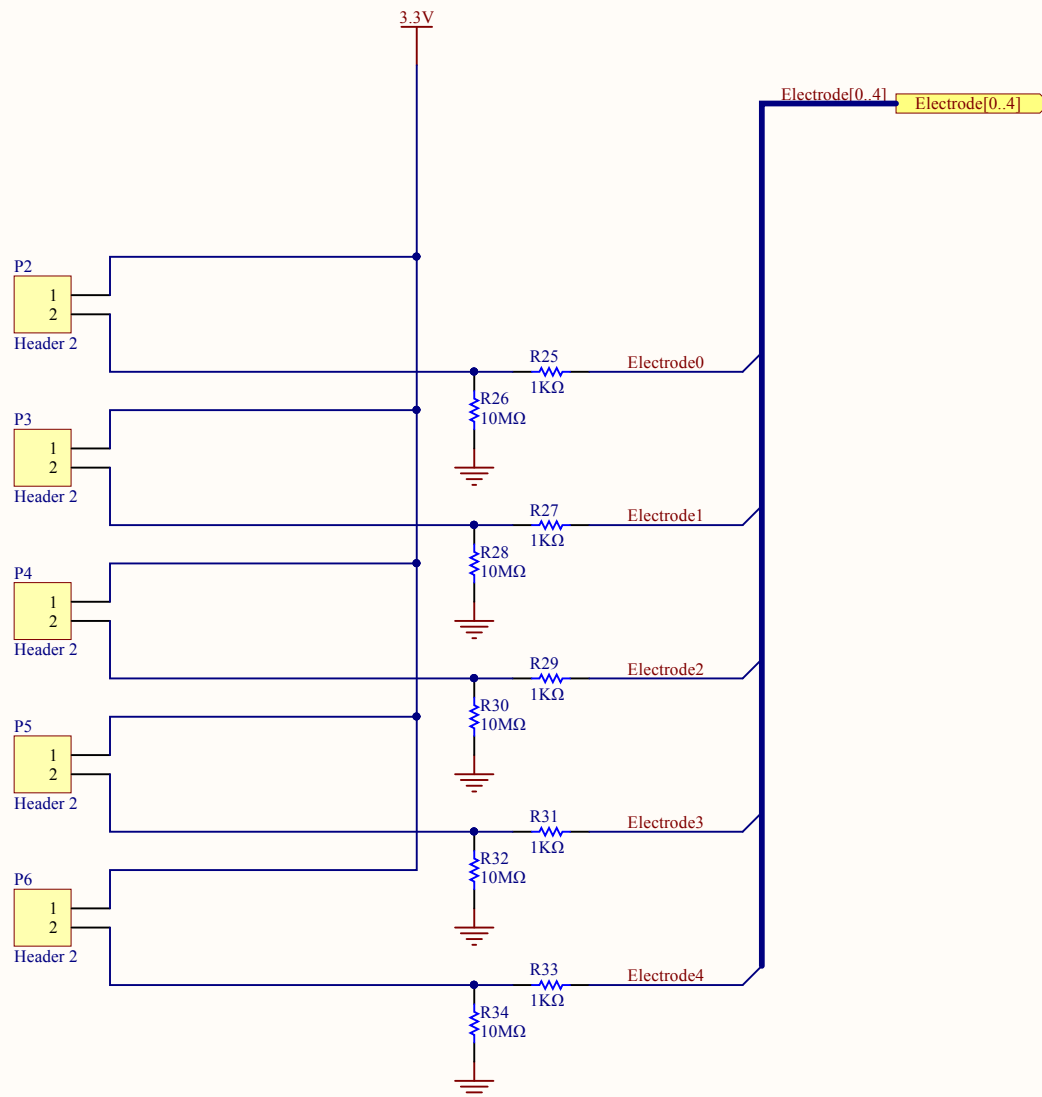 3.3V
Electrode[0..4]
Electrode[0..4]
P2
1
2
Header 2
R25
1KΩ
Electrode0
R26
10MΩ
P3
1
2
Header 2
R27
1KΩ
Electrode1
R28
10MΩ
P4
1
2
Header 2
R29
1KΩ
Electrode2
R30
10MΩ
P5
1
2
Header 2
R31
1KΩ
Electrode3
R32
10MΩ
P6
1
2
Header 2
R33
1KΩ
Electrode4
R34
10MΩ